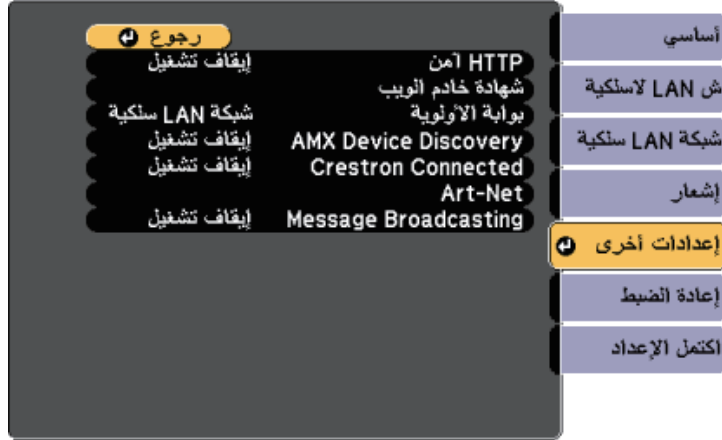 أساسي
ش LAN لاسلكية
شبكة LAN سلكية
إشعار
إعدادات أخرى
إعادة الضبط
اكتمل الإعداد
رجوع
HTTP آمن إيقاف تشغيل
شهادة خادم الويب
بوابة الأولوية شبكة LAN سلكية
AMX Device Discovery إيقاف تشغيل
Crestron Connected إيقاف تشغيل
Art-Net
Message Broadcasting إيقاف تشغيل